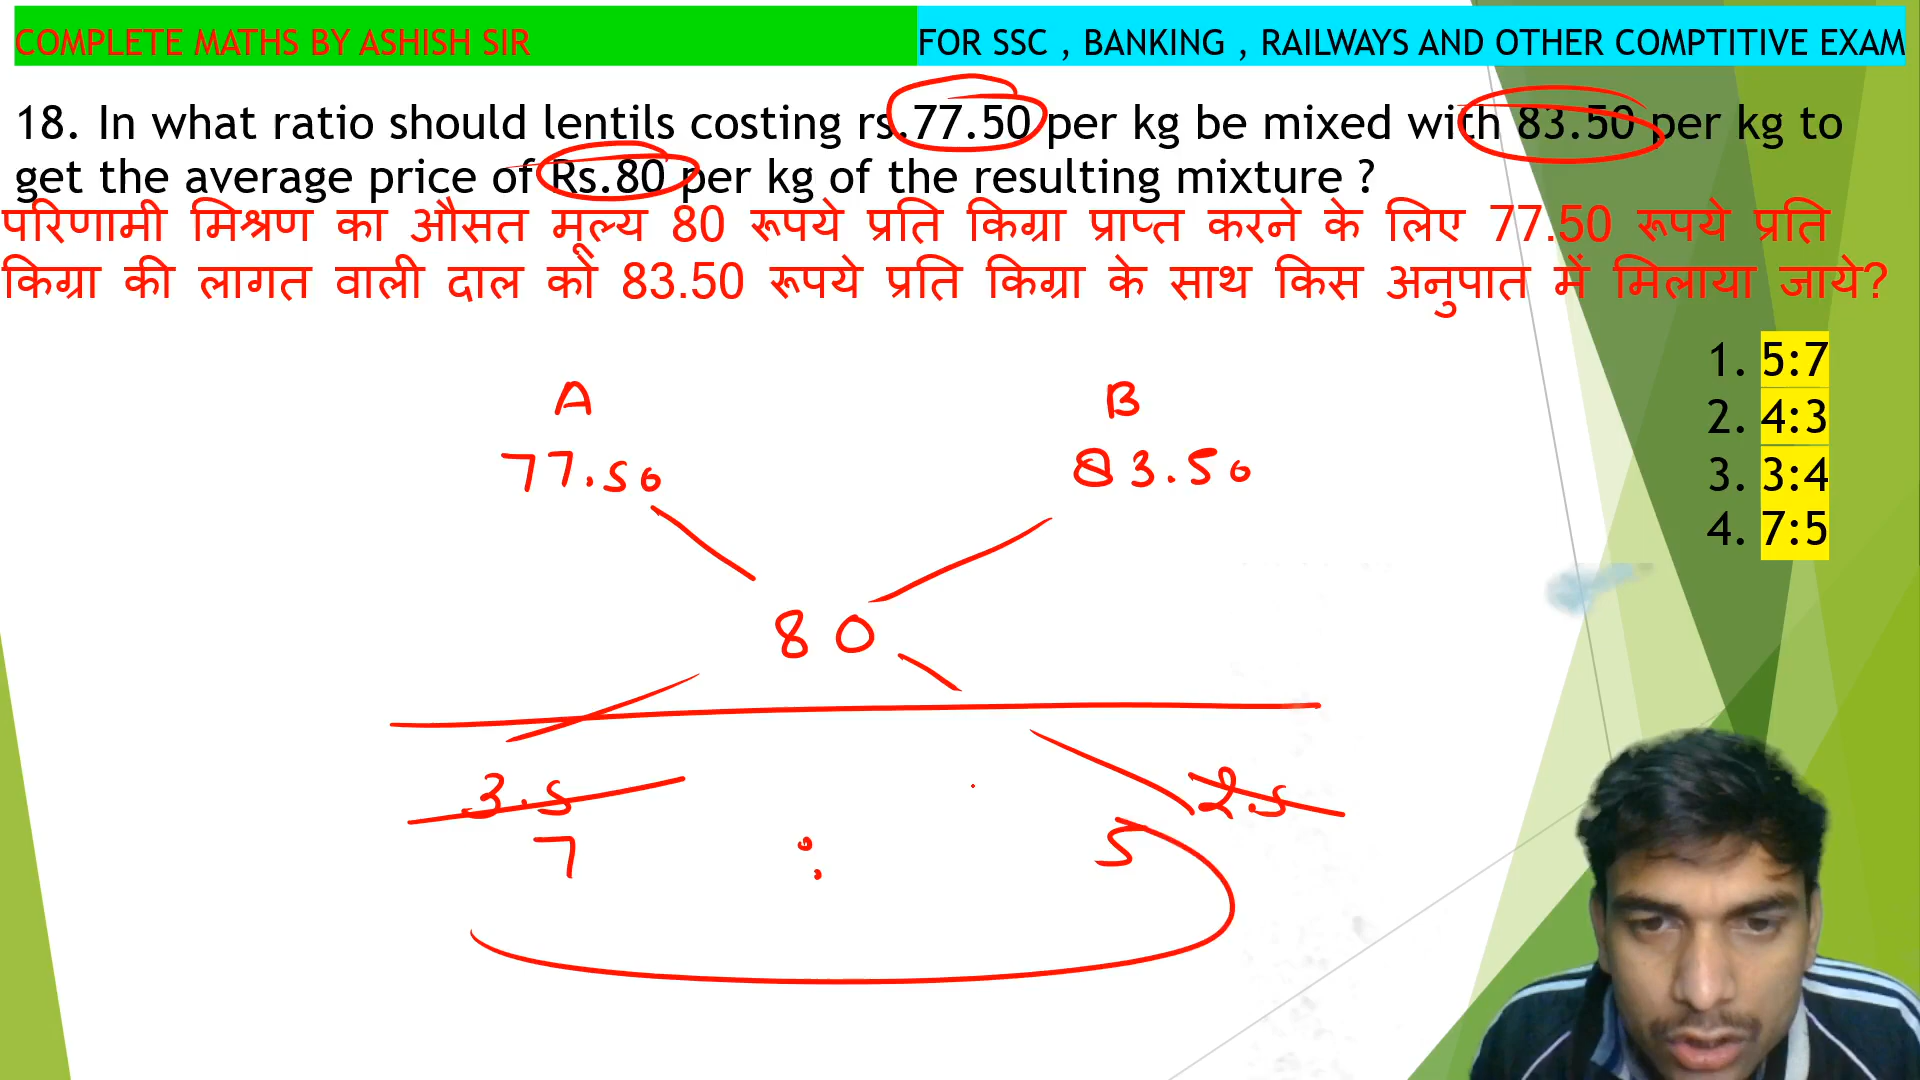 COMPLETE MATHS BY ASHISH SIR
FOR SSC , BANKING , RAILWAYS AND OTHER COMPTITIVE EXAM
18. In what ratio should lentils costing rs.77.50 per kg be mixed with 83.50 per kg to
get the average price of Rs.80 per kg of the resulting mixture ?
परिणामी मिश्रण का औसत मूल्य 80 रूपये प्रति किग्रा प्राप्त करने के लिए 77.50 रूपये प्रति
किग्रा की लागत वाली दाल को 83.50 रूपये प्रति किग्रा के साथ किस अनुपात में मिलाया जाये?
1. 5:7
2. 4:3
3. 3:4
4. 7:5
A B
77.50 83.50
80
3.5 2.5
7 : 5